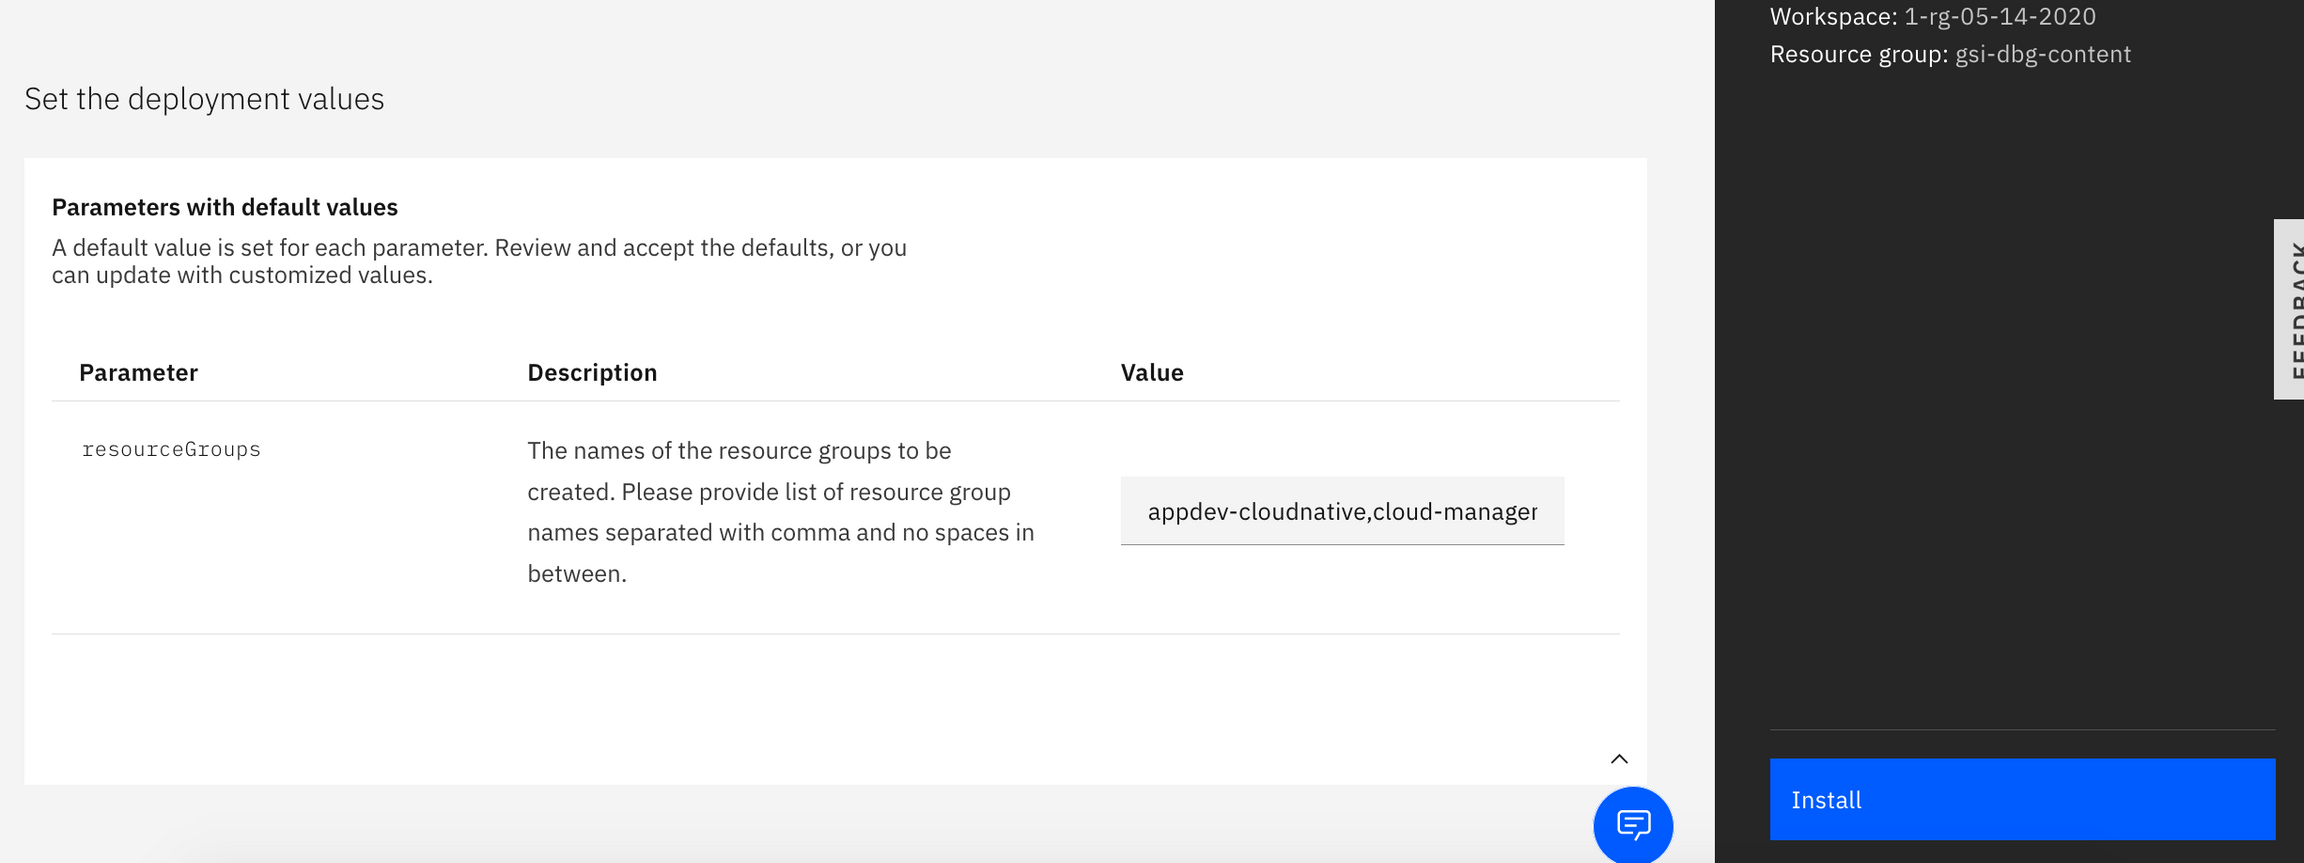 Workspace: 1-rg-05-14-2020
Resource group: gsi-dbg-content
Set the deployment values
Parameters with default values
A default value is set for each parameter. Review and accept the defaults, or you
can update with customized values.
Parameter Description Value
resourceGroups
The names of the resource groups to be
created. Please provide list of resource group
names separated with comma and no spaces in
between.
appdev-cloudnative,cloud-manager
FEEDBACK
Install